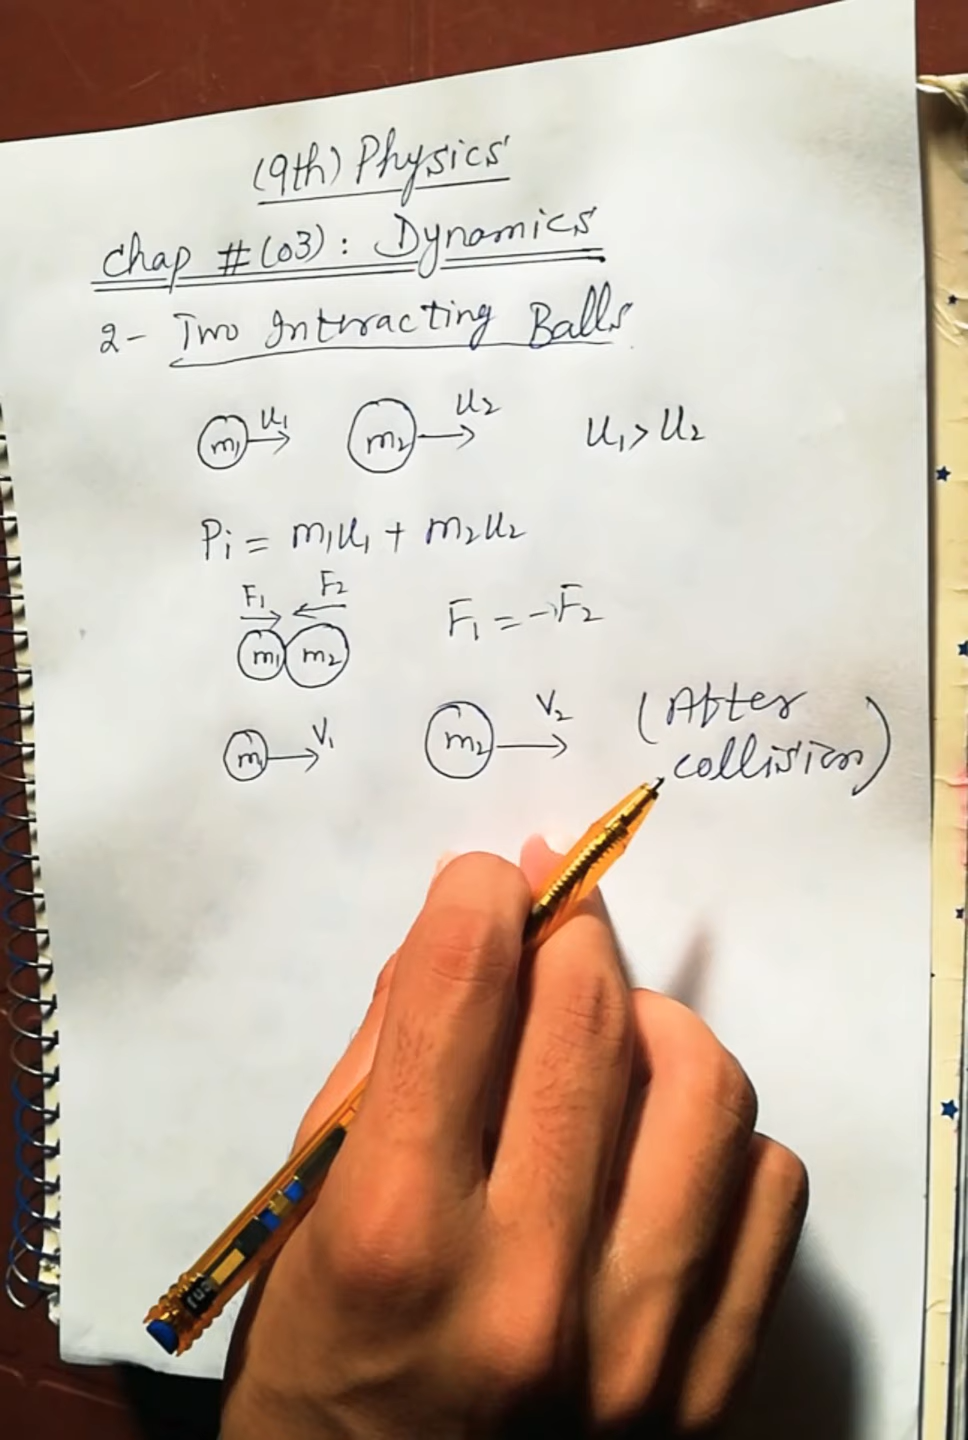 (9th) Physics
Chap # (03): Dynamics
2- Two Interacting Balls
m₁ u₁ m₂ u₂ u₁ > u₂
Pi = m₁u₁ + m₂u₂
F₁ F₂
m₁ m₂ F₁ = -F₂
m₁ v₁ m₂ v₂ (After
collision)